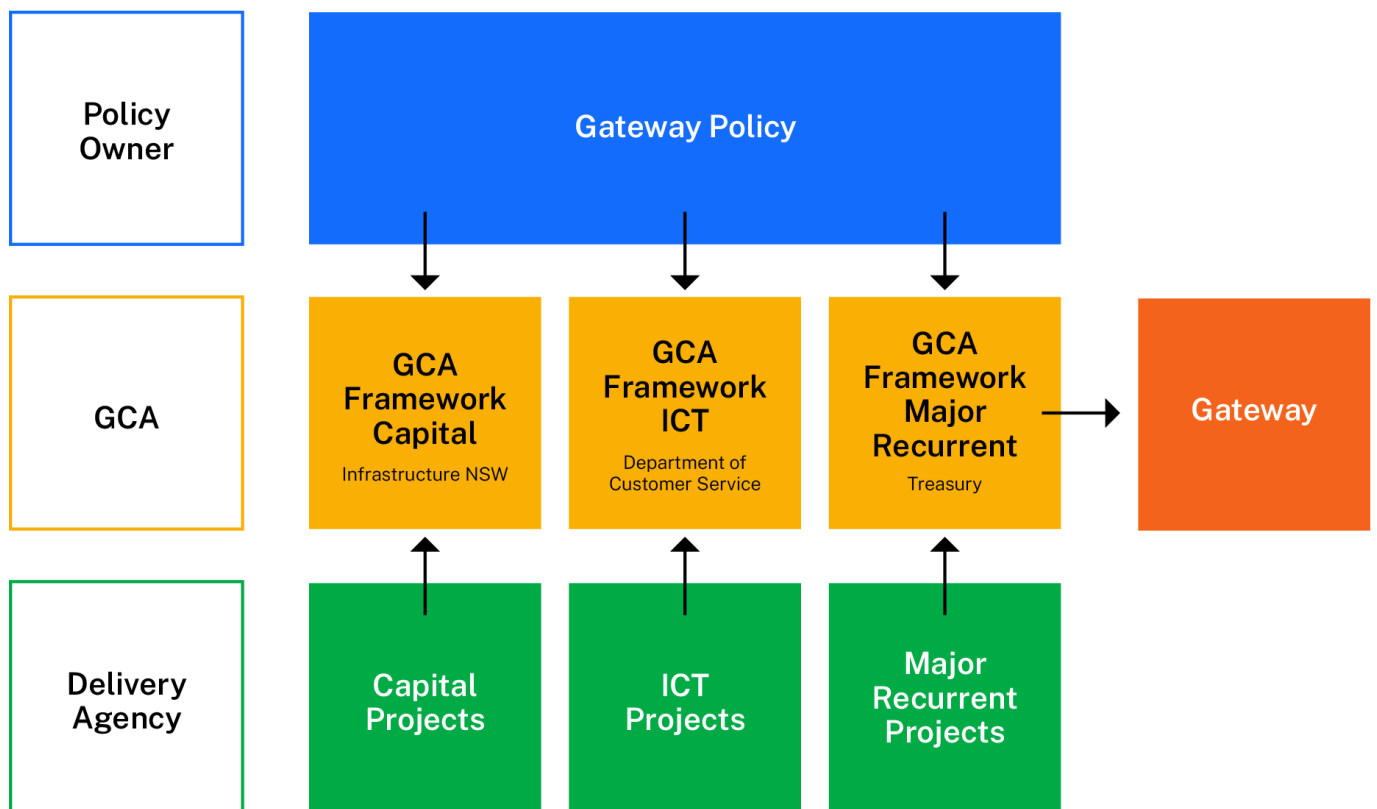 Policy
Owner
Gateway Policy
GCA
GCA
Framework
Capital
Infrastructure NSW
GCA
Framework
ICT
Department of
Customer Service
GCA
Framework
Major
Recurrent
Treasury
Gateway
Delivery
Agency
Capital
Projects
ICT
Projects
Major
Recurrent
Projects